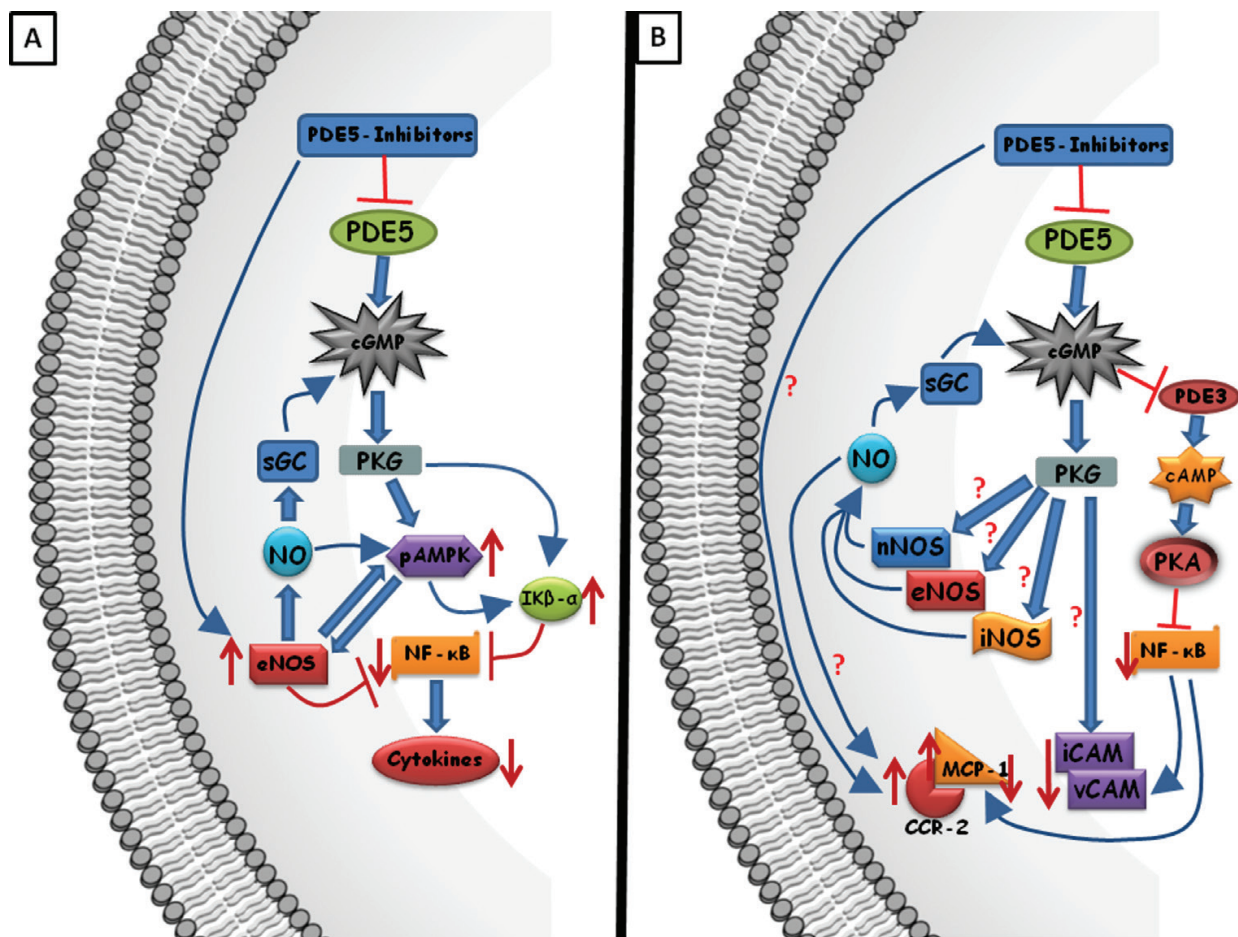 A
PDE5-Inhibitors
PDE5
cGMP
sGC
PKG
NO
pAMPK
IKβ-α
eNOS
NF-κB
Cytokines
B
PDE5-Inhibitors
PDE5
cGMP
?
sGC
PDE3
NO
PKG
cAMP
?
?
nNOS
PKA
?
eNOS
?
iNOS
NF-κB
?
iCAM
MCP-1
vCAM
CCR-2